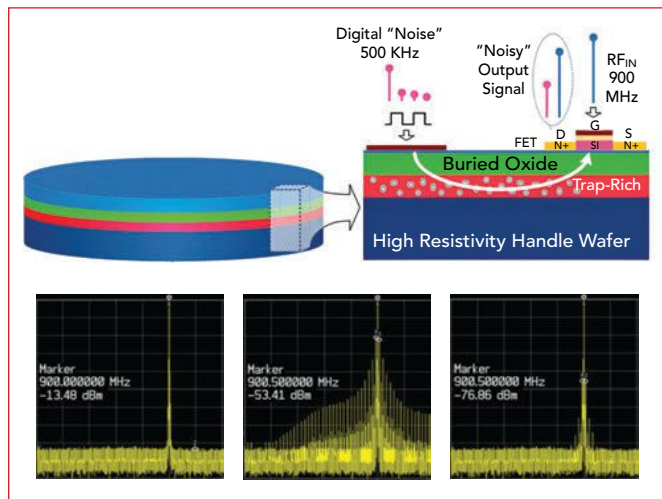 Digital “Noise”
500 KHz
“Noisy”
Output
Signal
RFIN
900
MHz
FET
D
G
S
N+
SI
N+
Buried Oxide
Trap-Rich
High Resistivity Handle Wafer
Marker
900.000000 MHz
-13.48 dBm
Marker
900.500000 MHz
-53.41 dBm
Marker
900.500000 MHz
-76.86 dBm